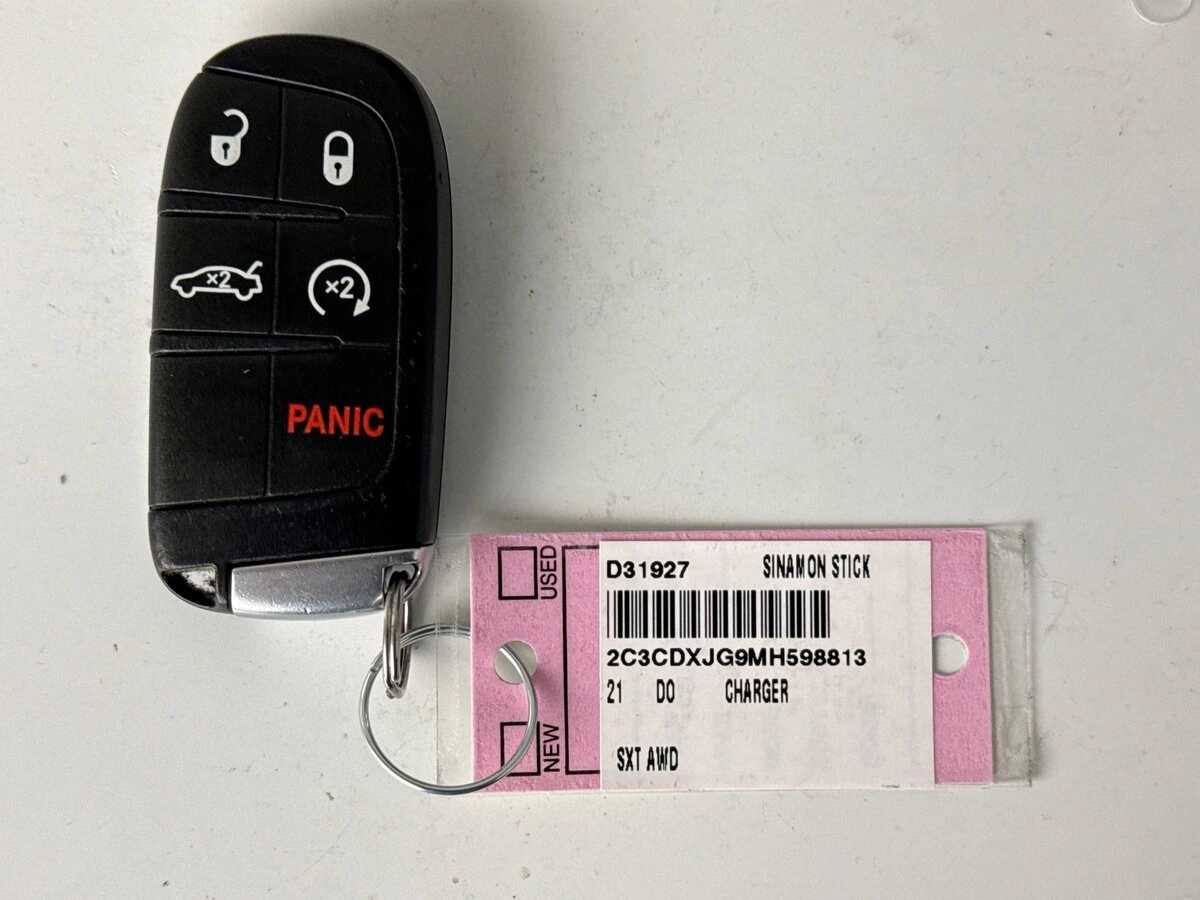 ×2
×2
PANIC
USED
NEW
D31927 SINAMON STICK
2C3CDXJG9MH598813
21 DO CHARGER
SXT AWD